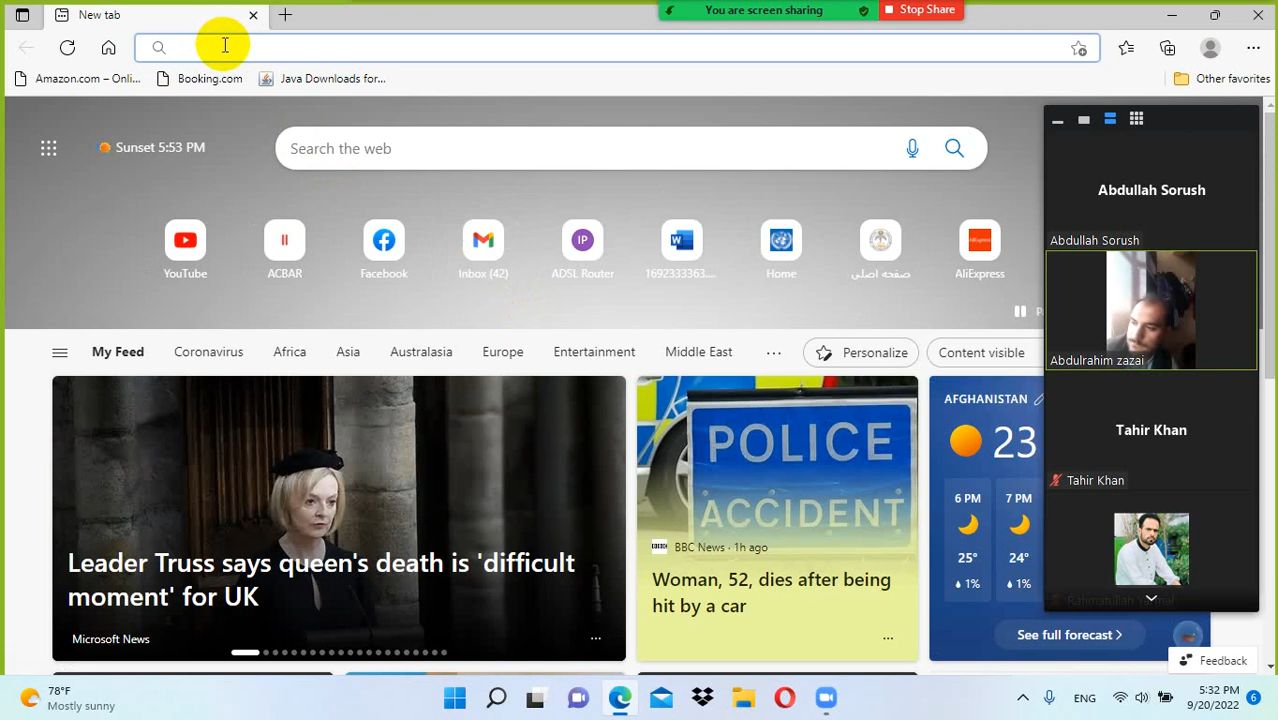 New tab
You are screen sharing
Stop Share
Amazon.com – Onli...
Booking.com
Java Downloads for...
Other favorites
Sunset 5:53 PM
Search the web
YouTube
ACBAR
Facebook
Inbox (42)
IP
ADSL Router
1692333363....
Home
صفحه اصلی
AliExpress
AliExpress
Abdullah Sorush
Abdullah Sorush
Abdulrahim zazai
Tahir Khan
Tahir Khan
My Feed
Coronavirus
Africa
Asia
Australasia
Europe
Entertainment
Middle East
Personalize
Content visible
Leader Truss says queen's death is 'difficult
moment' for UK
Microsoft News
POLICE
ACCIDENT
BBC News · 1h ago
Woman, 52, dies after being
hit by a car
AFGHANISTAN
23
6 PM
7 PM
25°
24°
1%
1%
See full forecast
Feedback
78°F
Mostly sunny
ENG
5:32 PM
9/20/2022
6